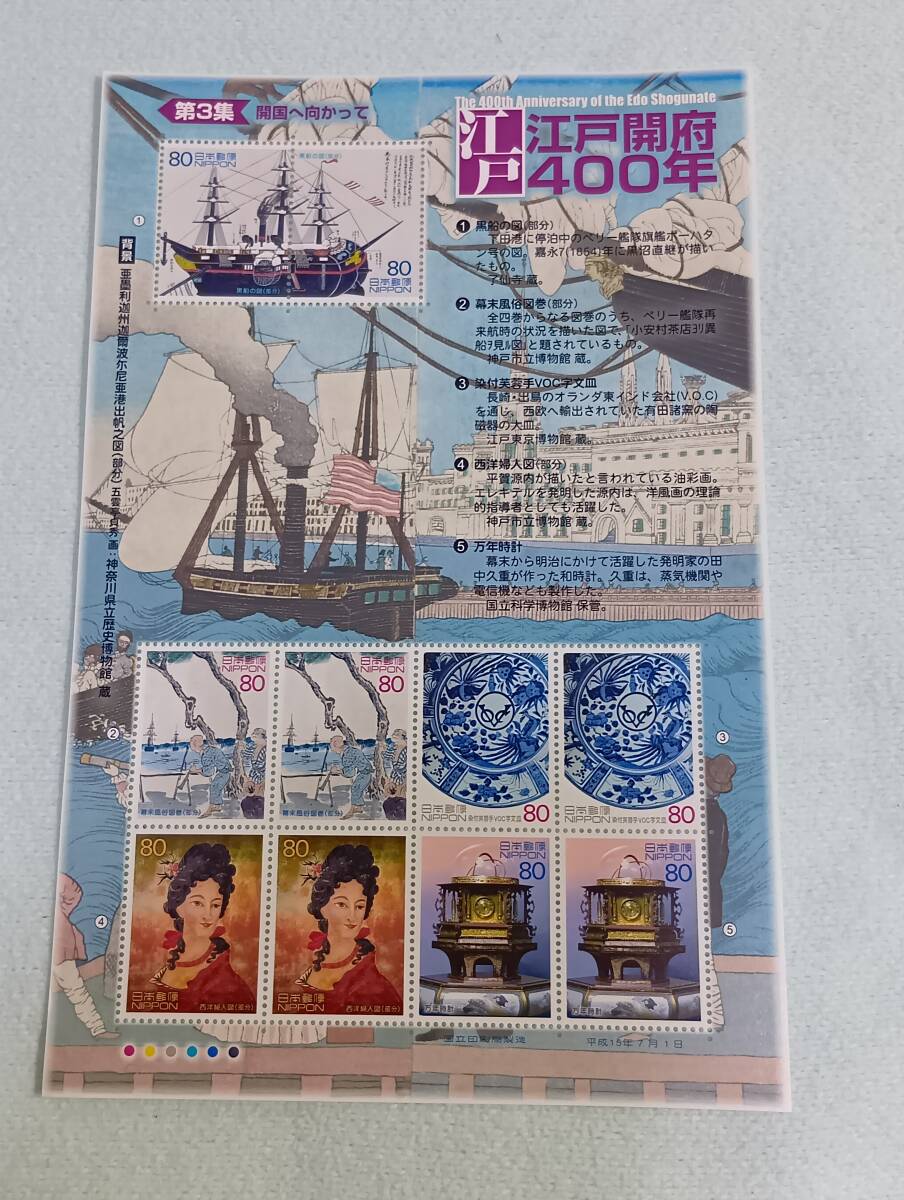 第3集
開国へ向かって
The 400th Anniversary of the Edo Shogunate
江戸
江戸開府
400年
80 日本郵便
NIPPON
黒船の図(部分)
80
日本郵便
NIPPON
黒船の図(部分)
1
背景 亜墨利迦州迦爾波尓尼亜港出帆之図(部分) 五雲亭貞秀 画:神奈川県立歴史博物館 蔵
1 黒船の図(部分)
下田港に停泊中のペリー艦隊旗艦ポーハタ
ン号の図。嘉永7(1854)年に黒沼直継が描い
たもの。
了仙寺 蔵。
2 幕末風俗図巻(部分)
全四巻からなる図巻のうち、ペリー艦隊再
来航時の状況を描いた図で、「小安村茶店ヨリ異
船ヲ見ル図」と題されているもの。
神戸市立博物館 蔵。
3 染付芙蓉手VOC字文皿
長崎・出島のオランダ東インド会社(V.O.C)
を通じ、西欧へ輸出されていた有田諸窯の陶
磁器の大皿。
江戸東京博物館 蔵。
4 西洋婦人図(部分)
平賀源内が描いたと言われている油彩画。
エレキテルを発明した源内は、洋風画の理論
的指導者としても活躍した。
神戸市立博物館 蔵。
5 万年時計
幕末から明治にかけて活躍した発明家の田
中久重が作った和時計。久重は、蒸気機関や
電信機なども製作した。
国立科学博物館 保管。
2
日本郵便
NIPPON
80
幕末風俗図巻(部分)
日本郵便
NIPPON
80
幕末風俗図巻(部分)
日本郵便
NIPPON
染付芙蓉手VOC字文皿
80
日本郵便
NIPPON
染付芙蓉手VOC字文皿
80
3
4
80
日本郵便
NIPPON
西洋婦人図(部分)
80
日本郵便
NIPPON
西洋婦人図(部分)
日本郵便
NIPPON
80
万年時計
日本郵便
NIPPON
80
万年時計
5
国立印刷局製造
平成15年7月1日